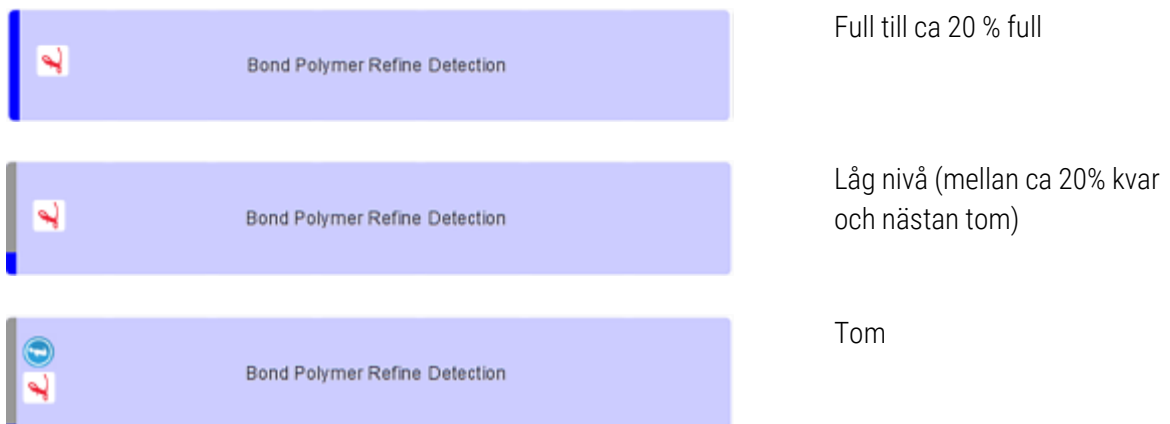 Bond Polymer Refine Detection
Full till ca 20 % full
Bond Polymer Refine Detection
Låg nivå (mellan ca 20% kvar
och nästan tom)
Bond Polymer Refine Detection
Tom